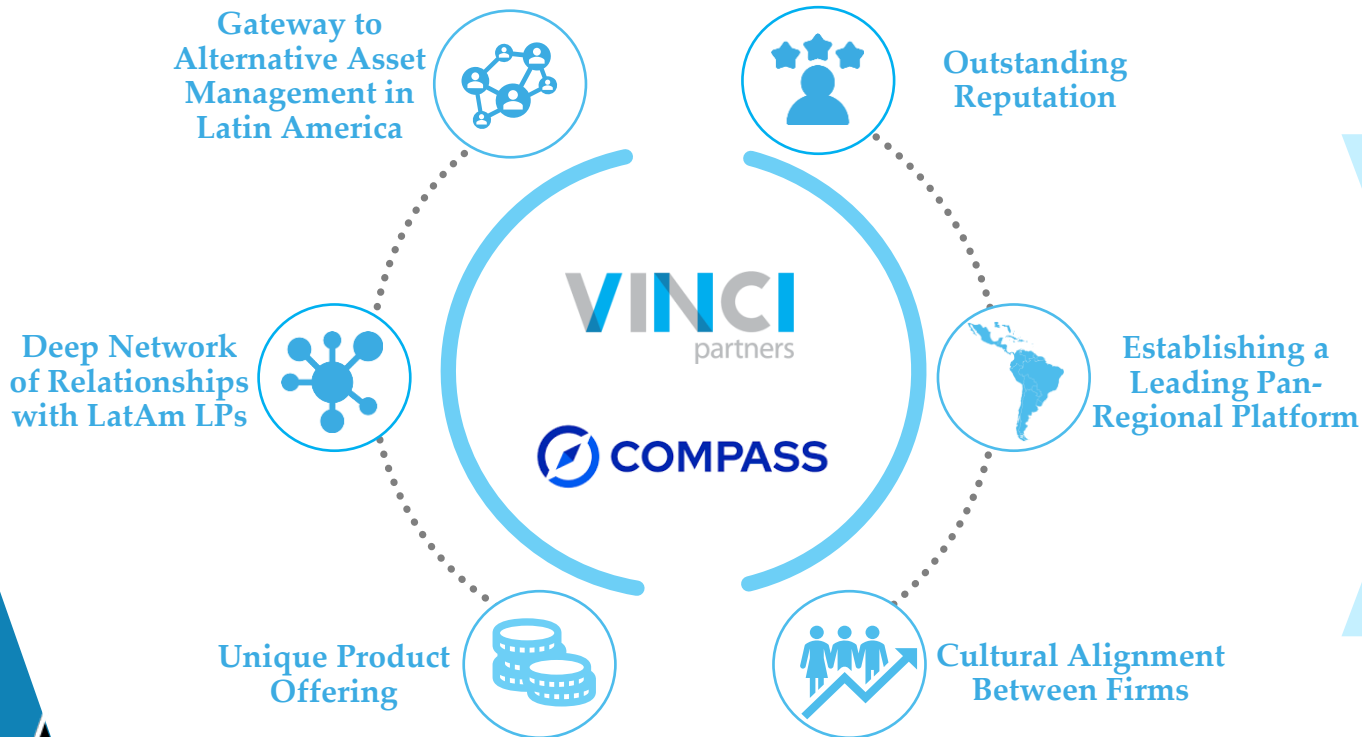 Gateway to
Alternative Asset
Management in
Latin America
Outstanding
Reputation
VINCI
partners
Deep Network
of Relationships
with LatAm LPs
Establishing a
Leading Pan-
Regional Platform
COMPASS
Unique Product
Offering
Cultural Alignment
Between Firms